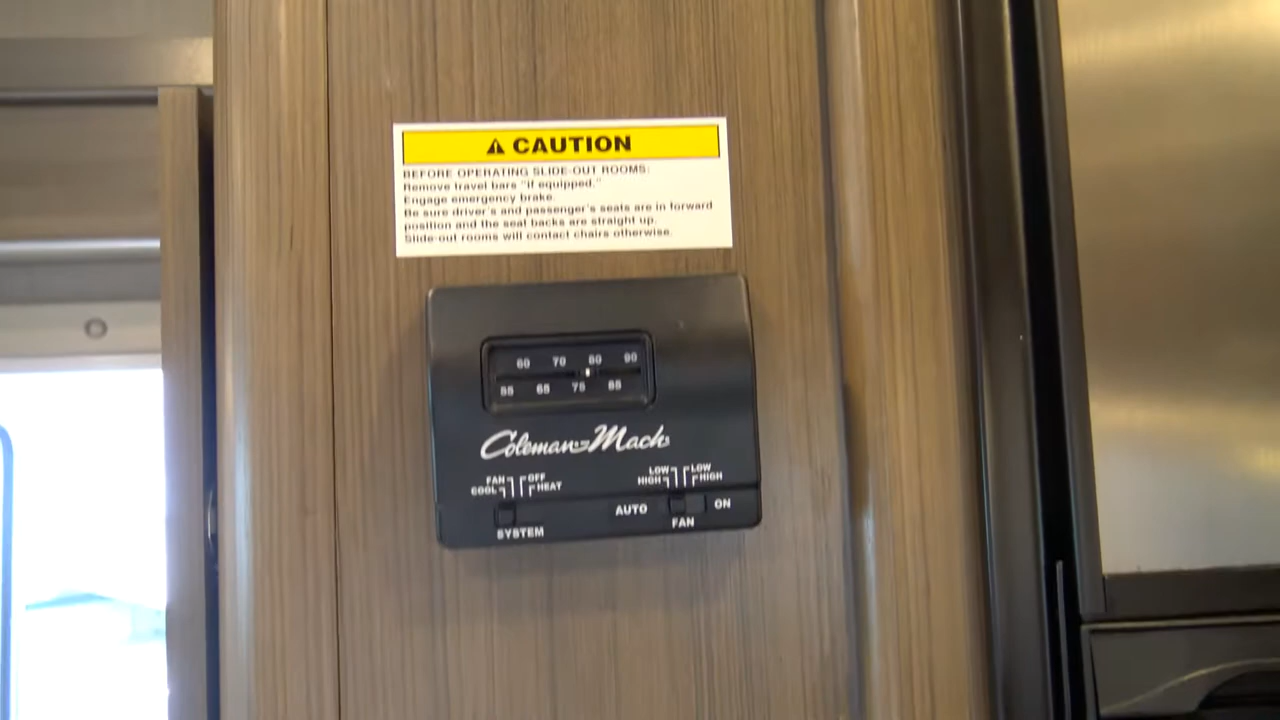 CAUTION
BEFORE OPERATING SLIDE-OUT ROOMS:
Remove travel bars "if equipped."
Engage emergency brake.
Be sure driver's and passenger's seats are in forward
position and the seat backs are straight up.
Slide-out rooms will contact chairs otherwise.
60 70 80 90
55 65 75 85
Coleman-Mach
FAN OFF LOW LOW
COOL HEAT HIGH HIGH
AUTO ON
SYSTEM FAN